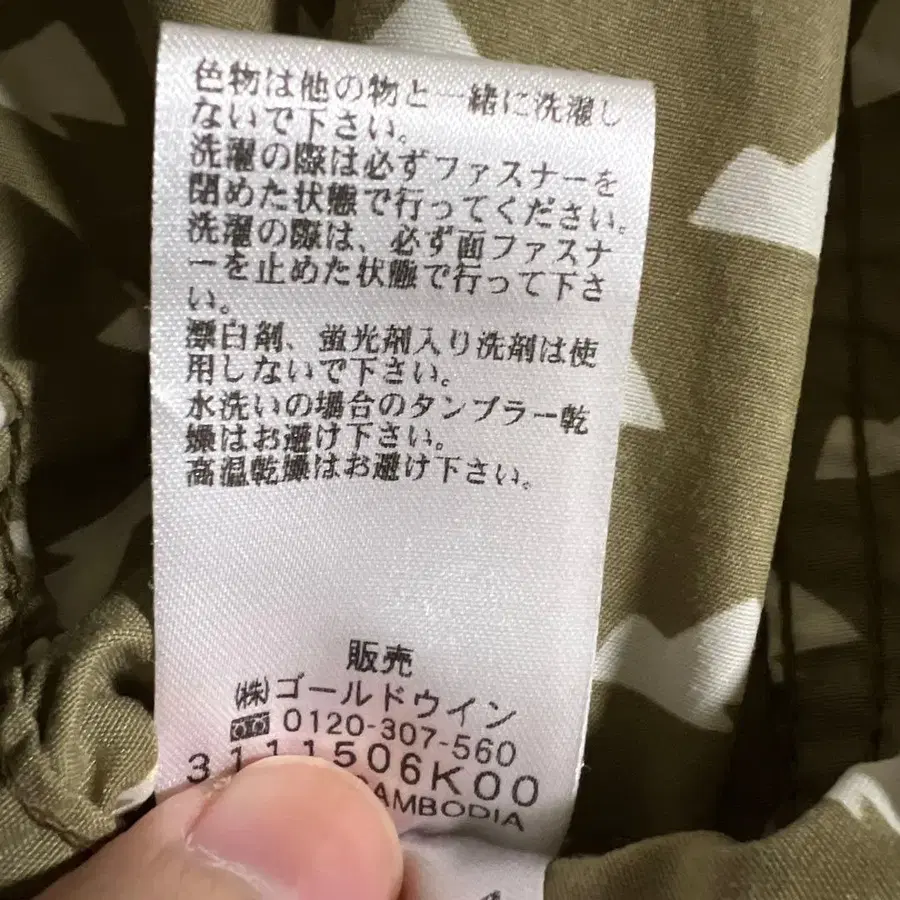 色物は他の物と一緒に洗濯し
ないで下さい。
洗濯の際は必ずファスナーを
閉めた状態で行ってください。
洗濯の際は、必ず面ファスナ
ーを止めた状態で行って下さ
い。
漂白剤、蛍光剤入り洗剤は使
用しないで下さい。
水洗いの場合のタンブラー乾
燥はお避け下さい。
高温乾燥はお避け下さい。
販売
(株)ゴールドウイン
0120-307-560
3111506K00
CAMBODIA